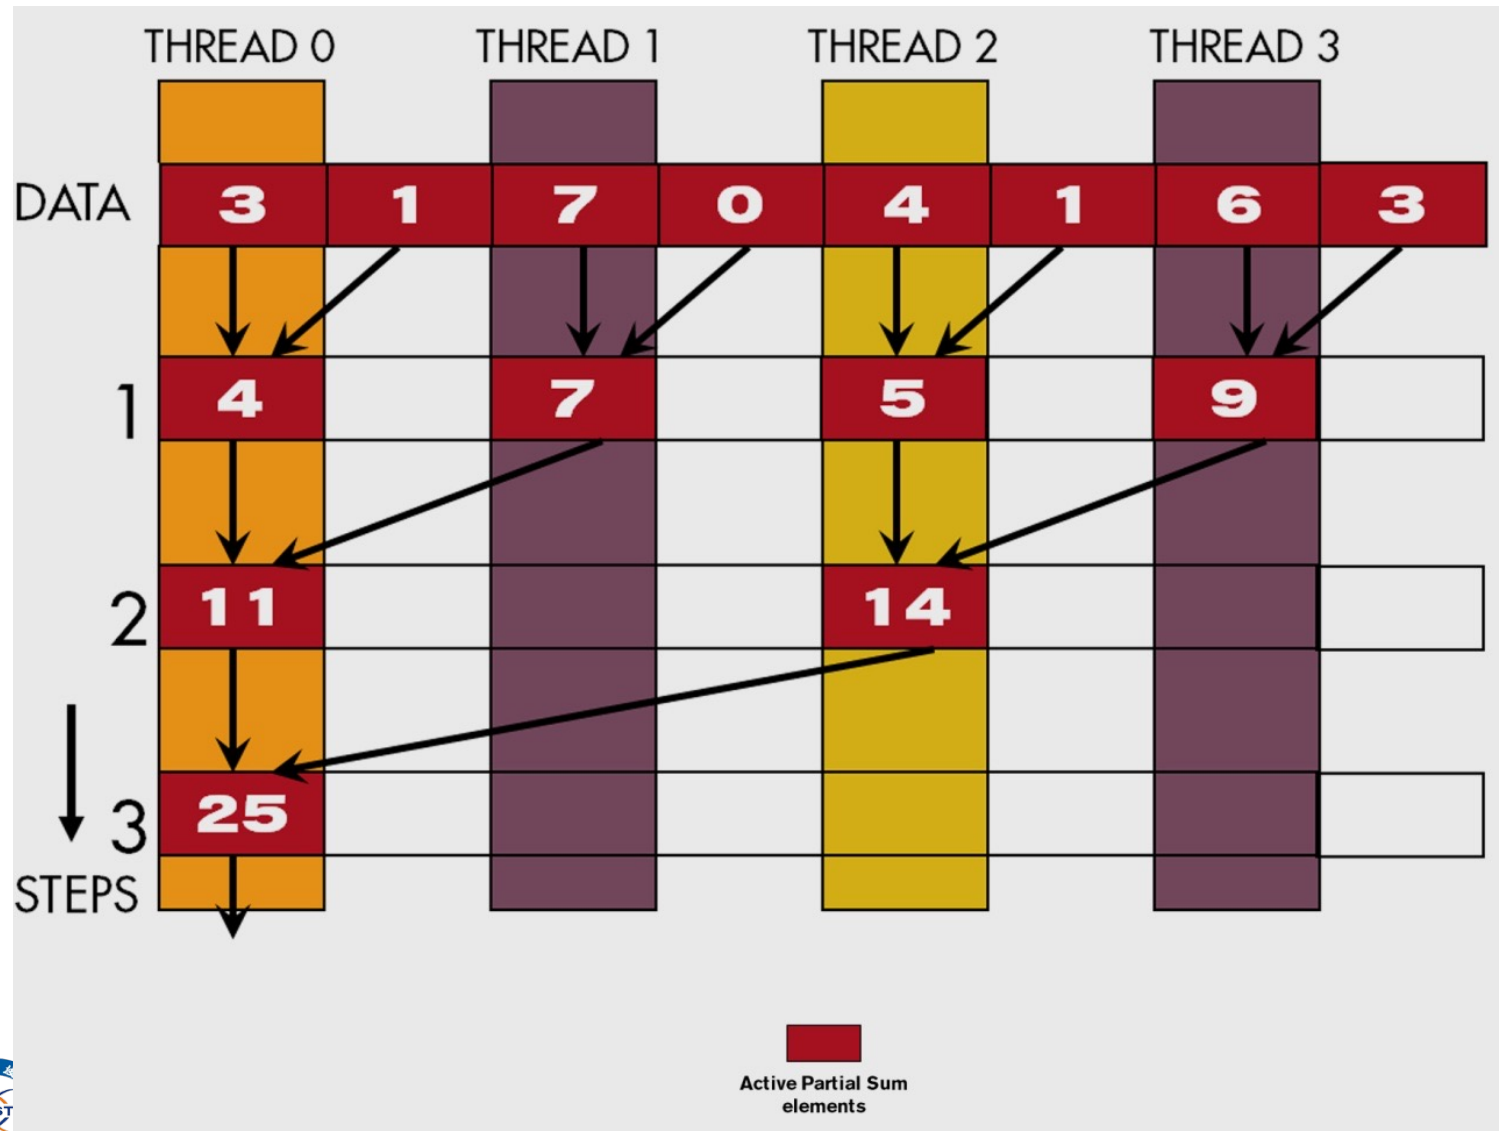 THREAD 0 THREAD 1 THREAD 2 THREAD 3
DATA 3 1 7 0 4 1 6 3
1 4 7 5 9
2 11 14
3 25
STEPS
Active Partial Sum
elements